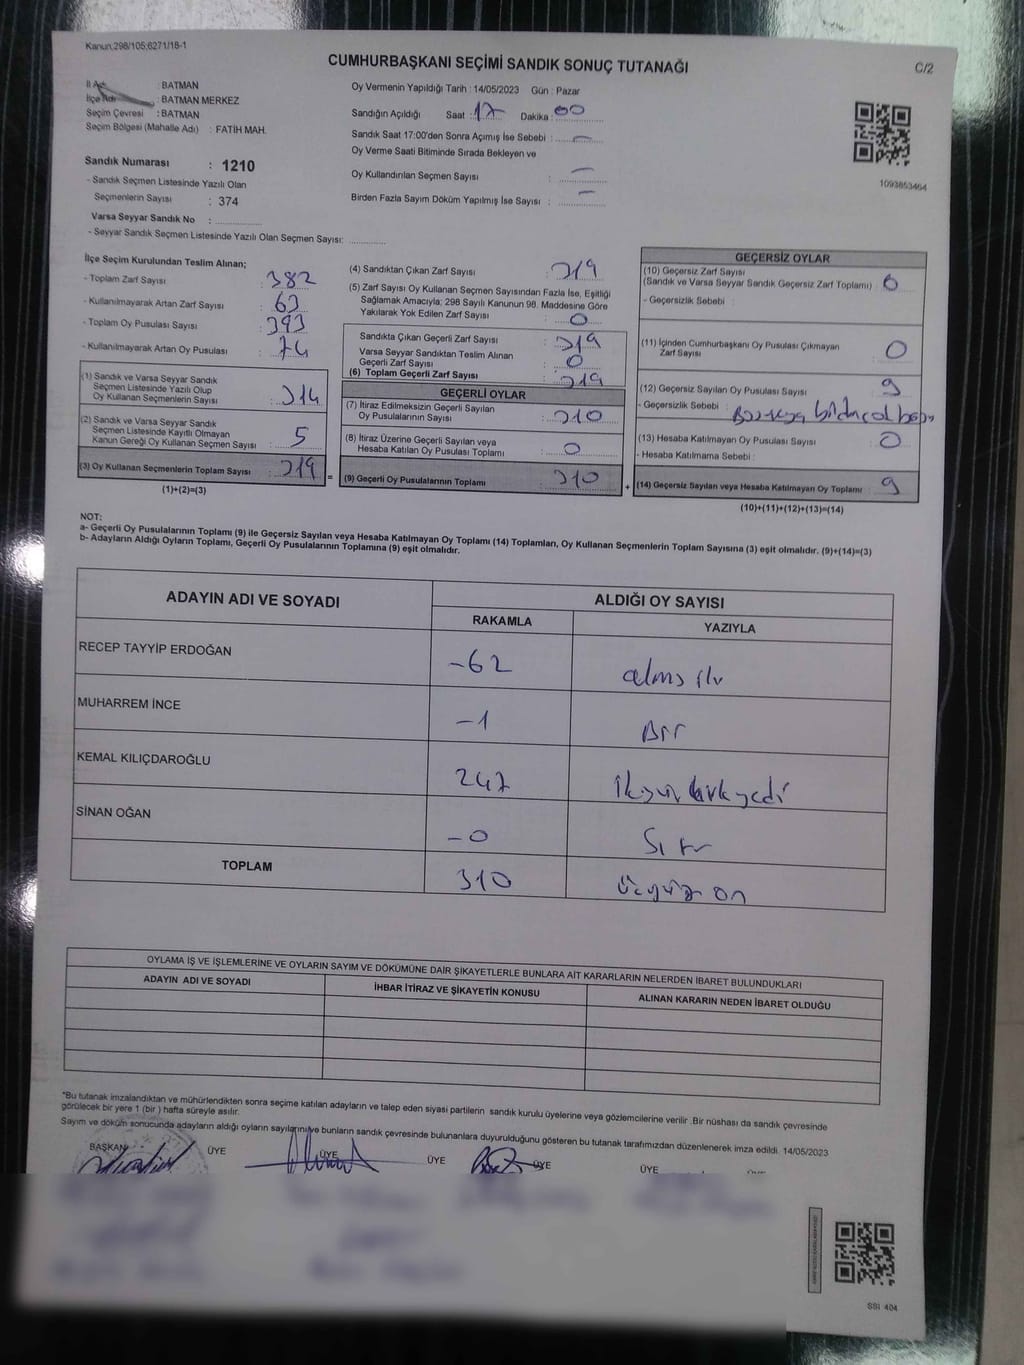 Kanun:298/105;6271/18-1
CUMHURBAŞKANI SEÇİMİ SANDIK SONUÇ TUTANAĞI
C/2
İl Adı : BATMAN
İlçe Adı : BATMAN MERKEZ
Seçim Çevresi : BATMAN
Seçim Bölgesi (Mahalle Adı) : FATİH MAH.
Sandık Numarası : 1210
- Sandık Seçmen Listesinde Yazılı Olan
Seçmenlerin Sayısı : 374
Varsa Seyyar Sandık No :
- Seyyar Sandık Seçmen Listesinde Yazılı Olan Seçmen Sayısı:
Oy Vermenin Yapıldığı Tarih : 14/05/2023 Gün : Pazar
Sandığın Açıldığı Saat : 17 Dakika : 00
Sandık Saat 17:00'den Sonra Açımış İse Sebebi : —
Oy Verme Saati Bitiminde Sırada Bekleyen ve
Oy Kullandırılan Seçmen Sayısı : —
Birden Fazla Sayım Döküm Yapılmış İse Sayısı : —
1093853464
İlçe Seçim Kurulundan Teslim Alınan;
- Toplam Zarf Sayısı : 382
- Kullanılmayarak Artan Zarf Sayısı : 63
- Toplam Oy Pusulası Sayısı : 393
- Kullanılmayarak Artan Oy Pusulası : 74
(1) Sandık ve Varsa Seyyar Sandık
Seçmen Listesinde Yazılı Olup
Oy Kullanan Seçmenlerin Sayısı : 314
(2) Sandık ve Varsa Seyyar Sandık
Seçmen Listesinde Kayıtlı Olmayan
Kanun Gereği Oy Kullanan Seçmen Sayısı : 5
(3) Oy Kullanan Seçmenlerin Toplam Sayısı : 319
(1)+(2)=(3)
=
(4) Sandıktan Çıkan Zarf Sayısı : 319
(5) Zarf Sayısı Oy Kullanan Seçmen Sayısından Fazla İse, Eşitliği
Sağlamak Amacıyla; 298 Sayılı Kanunun 98. Maddesine Göre
Yakılarak Yok Edilen Zarf Sayısı : 0
Sandıkta Çıkan Geçerli Zarf Sayısı : 319
Varsa Seyyar Sandıktan Teslim Alınan
Geçerli Zarf Sayısı : 0
(6) Toplam Geçerli Zarf Sayısı : 319
GEÇERLİ OYLAR
(7) İtiraz Edilmeksizin Geçerli Sayılan
Oy Pusulalarının Sayısı : 310
(8) İtiraz Üzerine Geçerli Sayılan veya
Hesaba Katılan Oy Pusulası Toplamı : 0
(9) Geçerli Oy Pusulalarının Toplamı : 310
+
GEÇERSİZ OYLAR
(10) Geçersiz Zarf Sayısı
(Sandık ve Varsa Seyyar Sandık Geçersiz Zarf Toplamı) : 0
- Geçersizlik Sebebi :
(11) İçinden Cumhurbaşkanı Oy Pusulası Çıkmayan
Zarf Sayısı : 0
(12) Geçersiz Sayılan Oy Pusulası Sayısı : 9
- Geçersizlik Sebebi :
(13) Hesaba Katılmayan Oy Pusulası Sayısı : 0
- Hesaba Katılmama Sebebi :
(14) Geçersiz Sayılan veya Hesaba Katılmayan Oy Toplamı : 9
(10)+(11)+(12)+(13)=(14)
NOT:
a- Geçerli Oy Pusulalarının Toplamı (9) ile Geçersiz Sayılan veya Hesaba Katılmayan Oy Toplamı (14) Toplamları, Oy Kullanan Seçmenlerin Toplam Sayısına (3) eşit olmalıdır. (9)+(14)=(3)
b- Adayların Aldığı Oyların Toplamı, Geçerli Oy Pusulalarının Toplamına (9) eşit olmalıdır.
ADAYIN ADI VE SOYADI
ALDIĞI OY SAYISI
RAKAMLA YAZIYLA
RECEP TAYYİP ERDOĞAN -62 altmış iki
MUHARREM İNCE -1 Bir
KEMAL KILIÇDAROĞLU 247 ikiyüz kırk yedi
SİNAN OĞAN -0 Sıfır
TOPLAM 310 üçyüz on
OYLAMA İŞ VE İŞLEMLERİNE VE OYLARIN SAYIM VE DÖKÜMÜNE DAİR ŞİKAYETLERLE BUNLARA AİT KARARLARIN NELERDEN İBARET BULUNDUKLARI
ADAYIN ADI VE SOYADI İHBAR İTİRAZ VE ŞİKAYETİN KONUSU ALINAN KARARIN NEDEN İBARET OLDUĞU
*Bu tutanak imzalandıktan ve mühürlendikten sonra seçime katılan adayların ve talep eden siyasi partilerin sandık kurulu üyelerine veya gözlemcilerine verilir .Bir nüshası da sandık çevresinde
görülecek bir yere 1 (bir ) hafta süreyle asılır.
Sayım ve döküm sonucunda adayların aldığı oyların sayılarını ve bunların sandık çevresinde bulunanlara duyurulduğunu gösteren bu tutanak tarafımızdan düzenlenerek imza edildi. 14/05/2023
BAŞKAN ÜYE ÜYE ÜYE ÜYE ÜYE
SSI 404